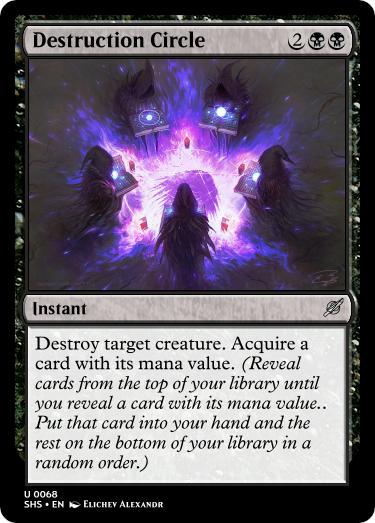 Destruction Circle 2
Instant
Destroy target creature. Acquire a
card with its mana value. (Reveal
cards from the top of your library until
you reveal a card with its mana value..
Put that card into your hand and the
rest on the bottom of your library in a
random order.)
U 0068
SHS • EN Elichev Alexandr